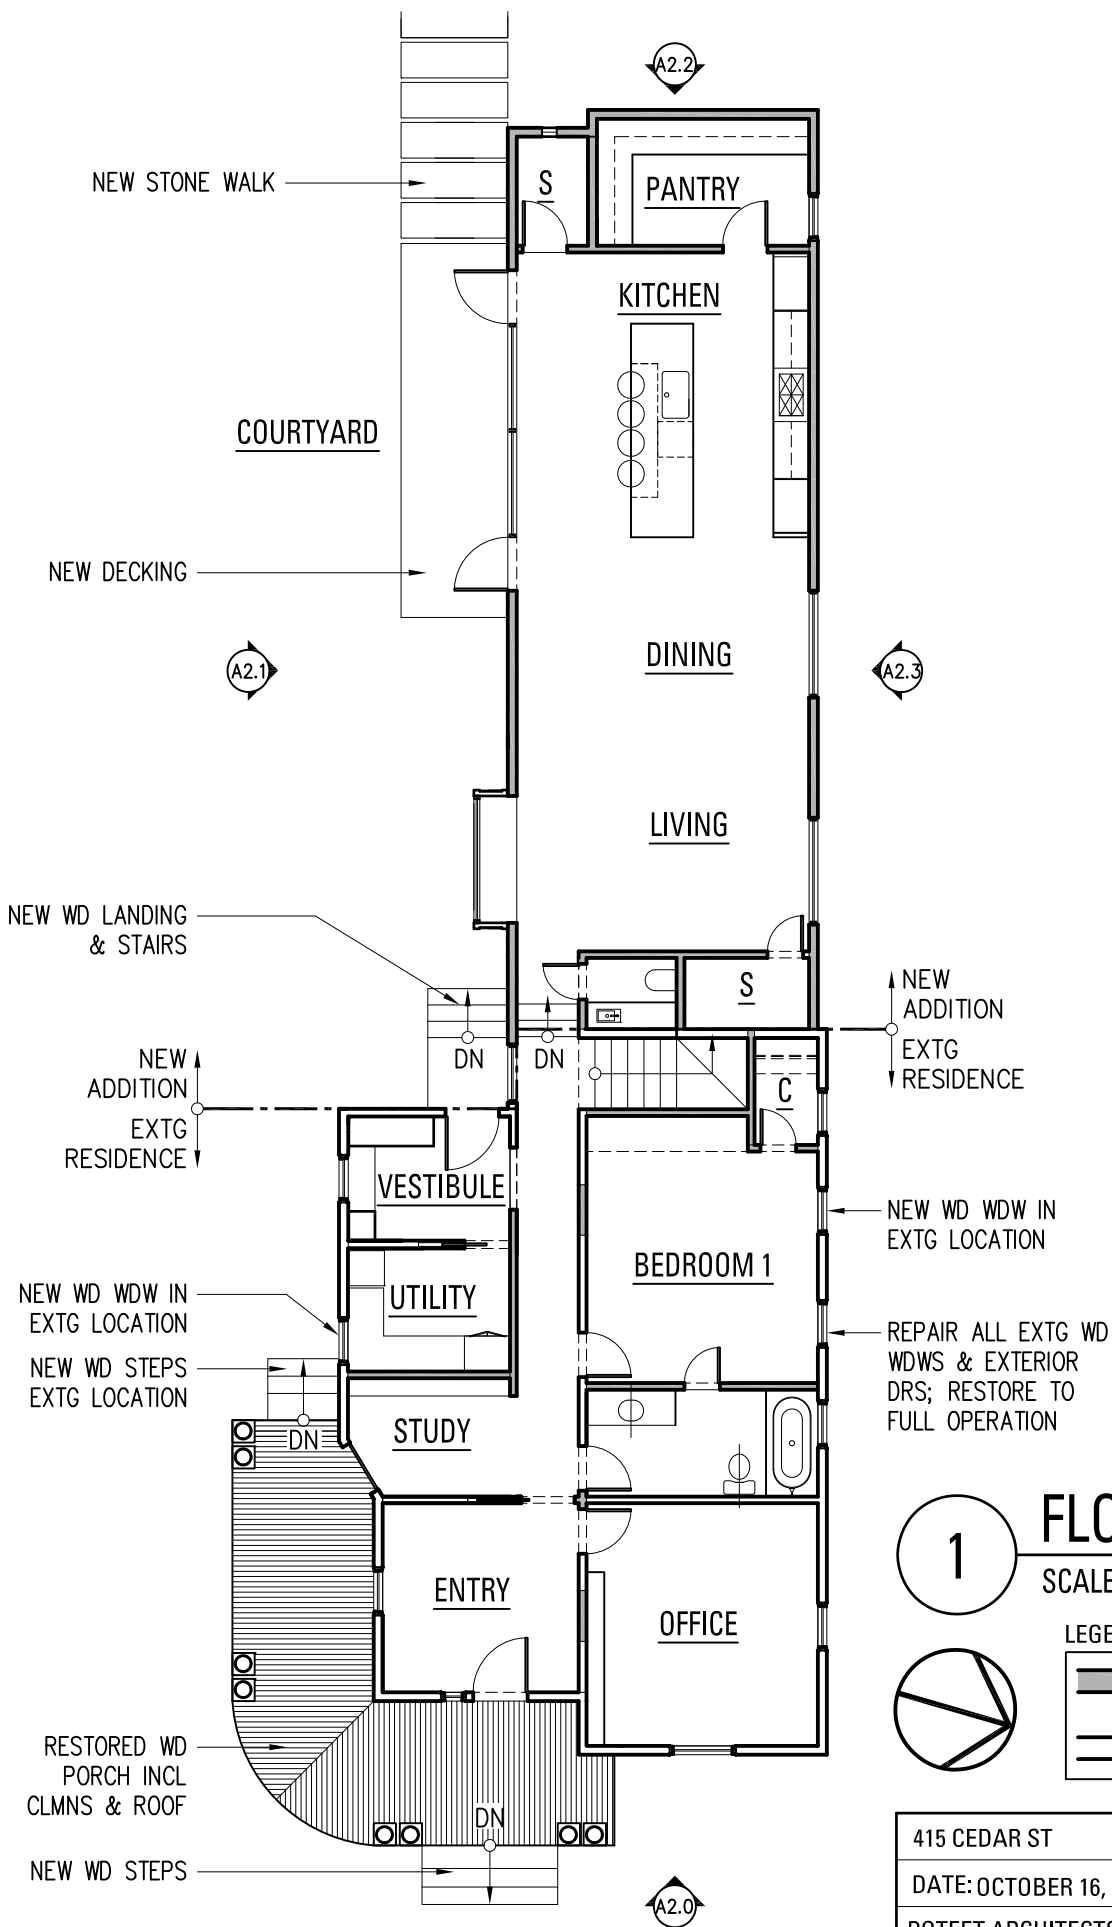 A2.2
NEW STONE WALK
S
PANTRY
KITCHEN
COURTYARD
NEW DECKING
A2.1
DINING
A2.3
LIVING
NEW WD LANDING
& STAIRS
S
NEW
ADDITION
EXTG
RESIDENCE
DN
DN
NEW
ADDITION
EXTG
RESIDENCE
C
VESTIBULE
NEW WD WDW IN
EXTG LOCATION
BEDROOM 1
UTILITY
NEW WD WDW IN
EXTG LOCATION
REPAIR ALL EXTG WD
WDWS & EXTERIOR
DRS; RESTORE TO
FULL OPERATION
NEW WD STEPS
EXTG LOCATION
DN
STUDY
1
FLO
SCALE
ENTRY
OFFICE
LEGE
RESTORED WD
PORCH INCL
CLMNS & ROOF
DN
NEW WD STEPS
A2.0
415 CEDAR ST
DATE: OCTOBER 16,